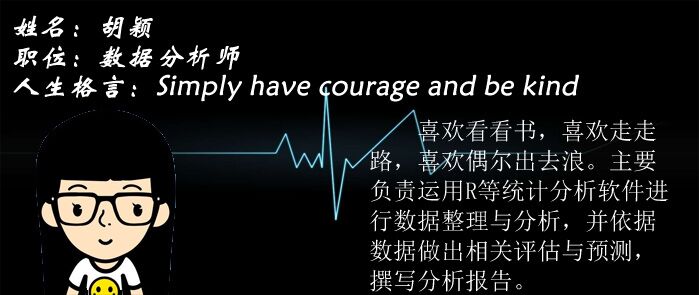 姓名：胡颖
职位：数据分析师
人生格言：Simply have courage and be kind
喜欢看看书，喜欢走走
路，喜欢偶尔出去浪。主要
负责运用R等统计分析软件进
行数据整理与分析，并依据
数据做出相关评估与预测，
撰写分析报告。